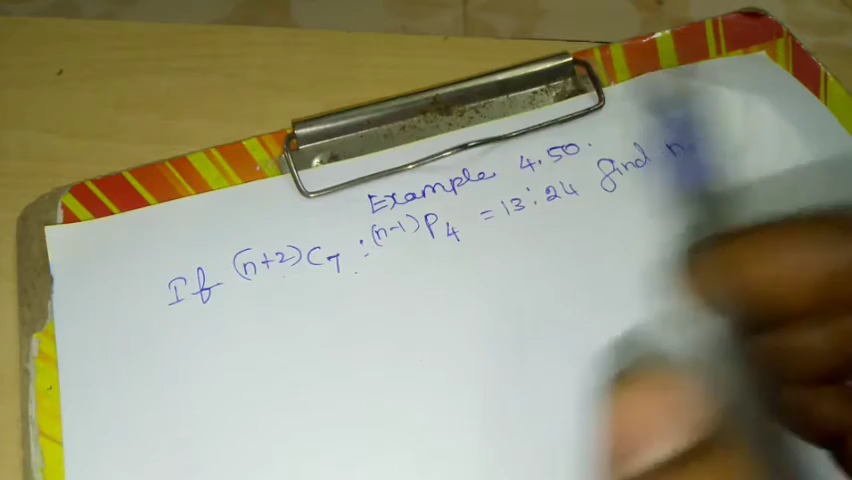 Example 4.50.
If (n+2)C₇ : (n-1)P₄ = 13:24 find n.